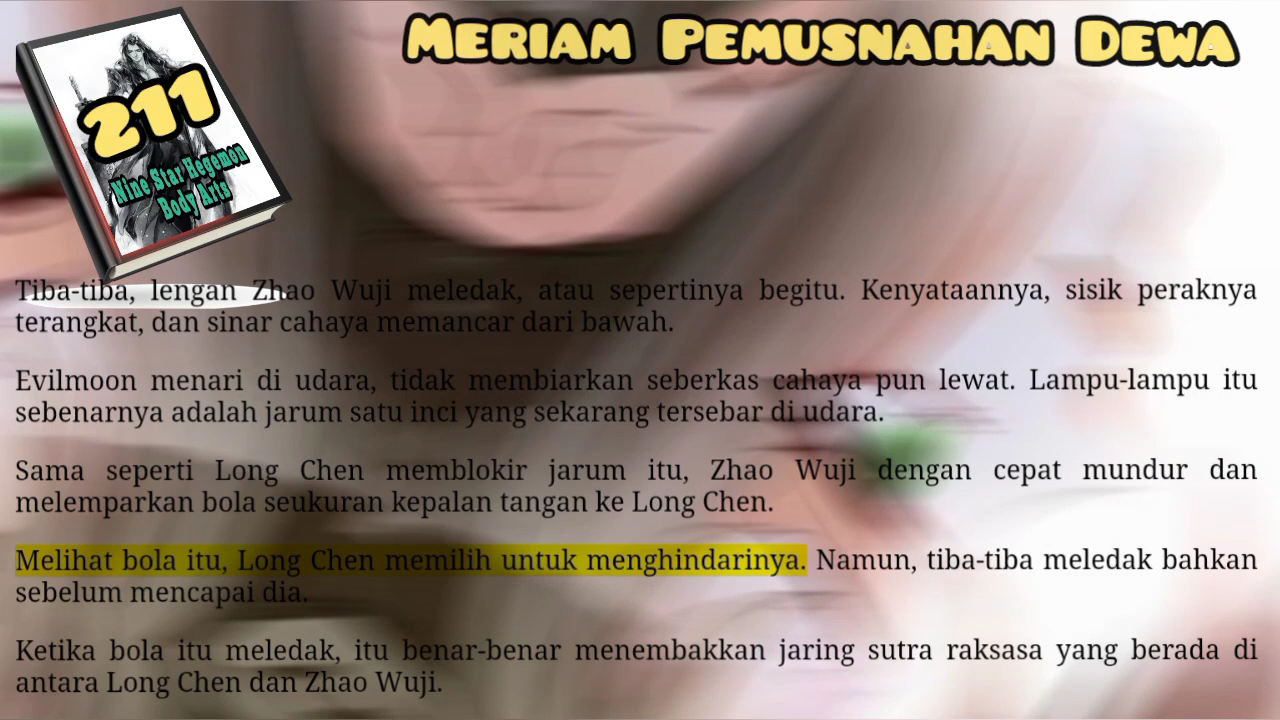 Meriam Pemusnahan Dewa
211
Nine Star Hegemon
Body Arts
Tiba-tiba, lengan Zhao Wuji meledak, atau sepertinya begitu. Kenyataannya, sisik peraknya
terangkat, dan sinar cahaya memancar dari bawah.
Evilmoon menari di udara, tidak membiarkan seberkas cahaya pun lewat. Lampu-lampu itu
sebenarnya adalah jarum satu inci yang sekarang tersebar di udara.
Sama seperti Long Chen memblokir jarum itu, Zhao Wuji dengan cepat mundur dan
melemparkan bola seukuran kepalan tangan ke Long Chen.
Melihat bola itu, Long Chen memilih untuk menghindarinya. Namun, tiba-tiba meledak bahkan
sebelum mencapai dia.
Ketika bola itu meledak, itu benar-benar menembakkan jaring sutra raksasa yang berada di
antara Long Chen dan Zhao Wuji.